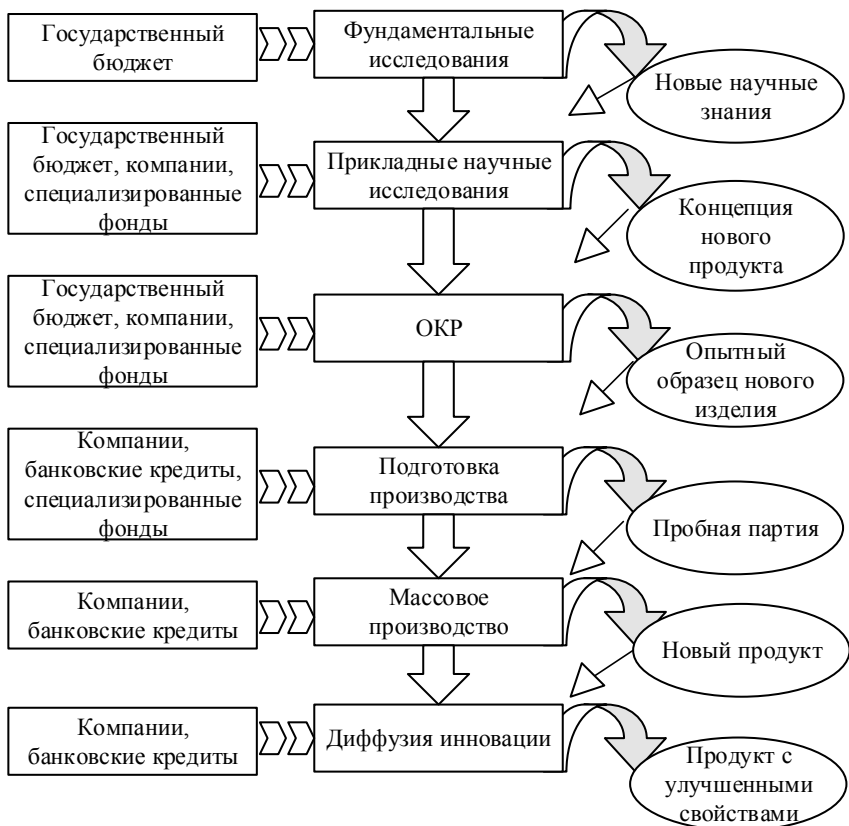 Государственный
бюджет
Фундаментальные
исследования
Новые научные
знания
Государственный
бюджет, компании,
специализированные
фонды
Прикладные научные
исследования
Концепция
нового
продукта
Государственный
бюджет, компании,
специализированные
фонды
ОКР
Опытный
образец нового
изделия
Компании,
банковские кредиты,
специализированные
фонды
Подготовка
производства
Пробная партия
Компании,
банковские кредиты
Массовое
производство
Новый продукт
Компании,
банковские кредиты
Диффузия инновации
Продукт с
улучшенными
свойствами